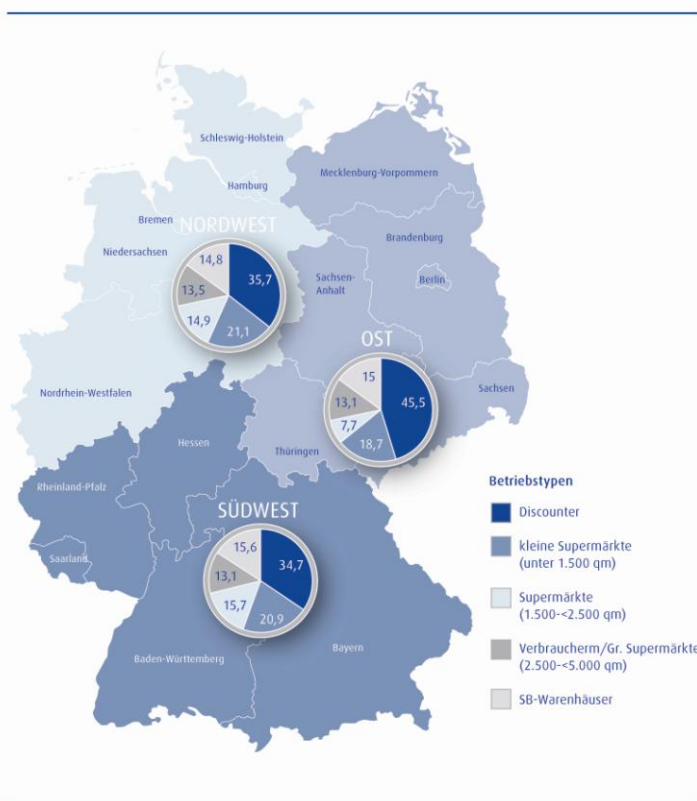 Schleswig-Holstein
Mecklenburg-Vorpommern
Hamburg
Bremen
NORDWEST
Brandenburg
Niedersachsen
14,8
35,7
13,5
14,9
21,1
Sachsen-
Anhalt
Berlin
OST
15
13,1
45,5
7,7
18,7
Sachsen
Nordrhein-Westfalen
Hessen
Thüringen
Rheinland-Pfalz
Saarland
SÜDWEST
15,6
34,7
13,1
15,7
20,9
Baden-Württemberg
Bayern
Betriebstypen
Discounter
kleine Supermärkte
(unter 1.500 qm)
Supermärkte
(1.500-<2.500 qm)
Verbraucherm/Gr. Supermärkte
(2.500-<5.000 qm)
SB-Warenhäuser